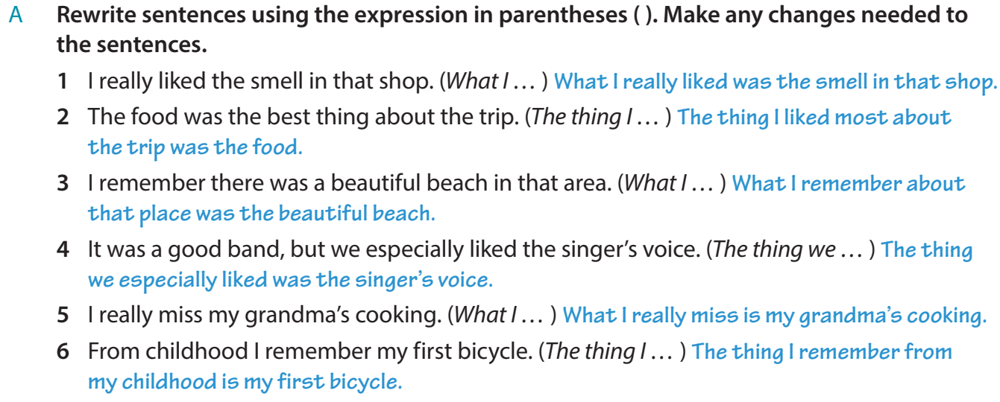 A Rewrite sentences using the expression in parentheses ( ). Make any changes needed to
the sentences.
1 I really liked the smell in that shop. (What I … ) What I really liked was the smell in that shop.
2 The food was the best thing about the trip. (The thing I … ) The thing I liked most about
the trip was the food.
3 I remember there was a beautiful beach in that area. (What I … ) What I remember about
that place was the beautiful beach.
4 It was a good band, but we especially liked the singer’s voice. (The thing we … ) The thing
we especially liked was the singer’s voice.
5 I really miss my grandma’s cooking. (What I … ) What I really miss is my grandma’s cooking.
6 From childhood I remember my first bicycle. (The thing I … ) The thing I remember from
my childhood is my first bicycle.